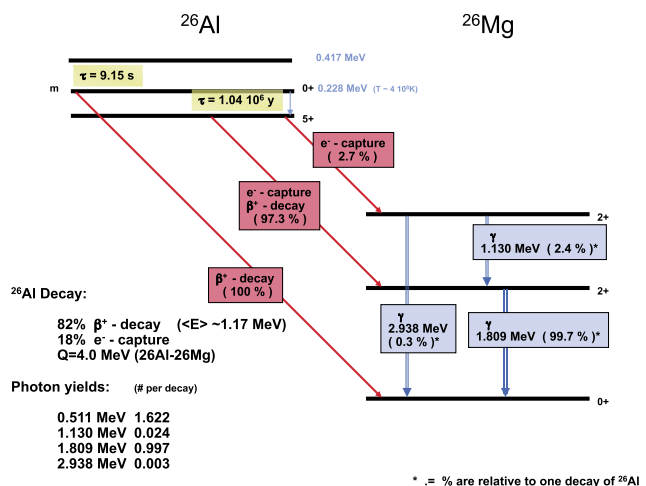 ²⁶Al
²⁶Mg
0.417 MeV
τ = 9.15 s
m
0+ 0.228 MeV (T ~ 4 10⁸K)
τ = 1.04 10⁶ y
5+
e⁻ - capture
( 2.7 % )
e⁻ - capture
β⁺ - decay
( 97.3 % )
2+
γ
1.130 MeV ( 2.4 % )*
β⁺ - decay
( 100 % )
2+
γ
2.938 MeV
( 0.3 % )*
γ
1.809 MeV ( 99.7 % )*
0+
²⁶Al Decay:
82% β⁺ - decay (<E> ~1.17 MeV)
18% e⁻ - capture
Q=4.0 MeV (26Al-26Mg)
Photon yields: (# per decay)
0.511 MeV 1.622
1.130 MeV 0.024
1.809 MeV 0.997
2.938 MeV 0.003
* .= % are relative to one decay of ²⁶Al